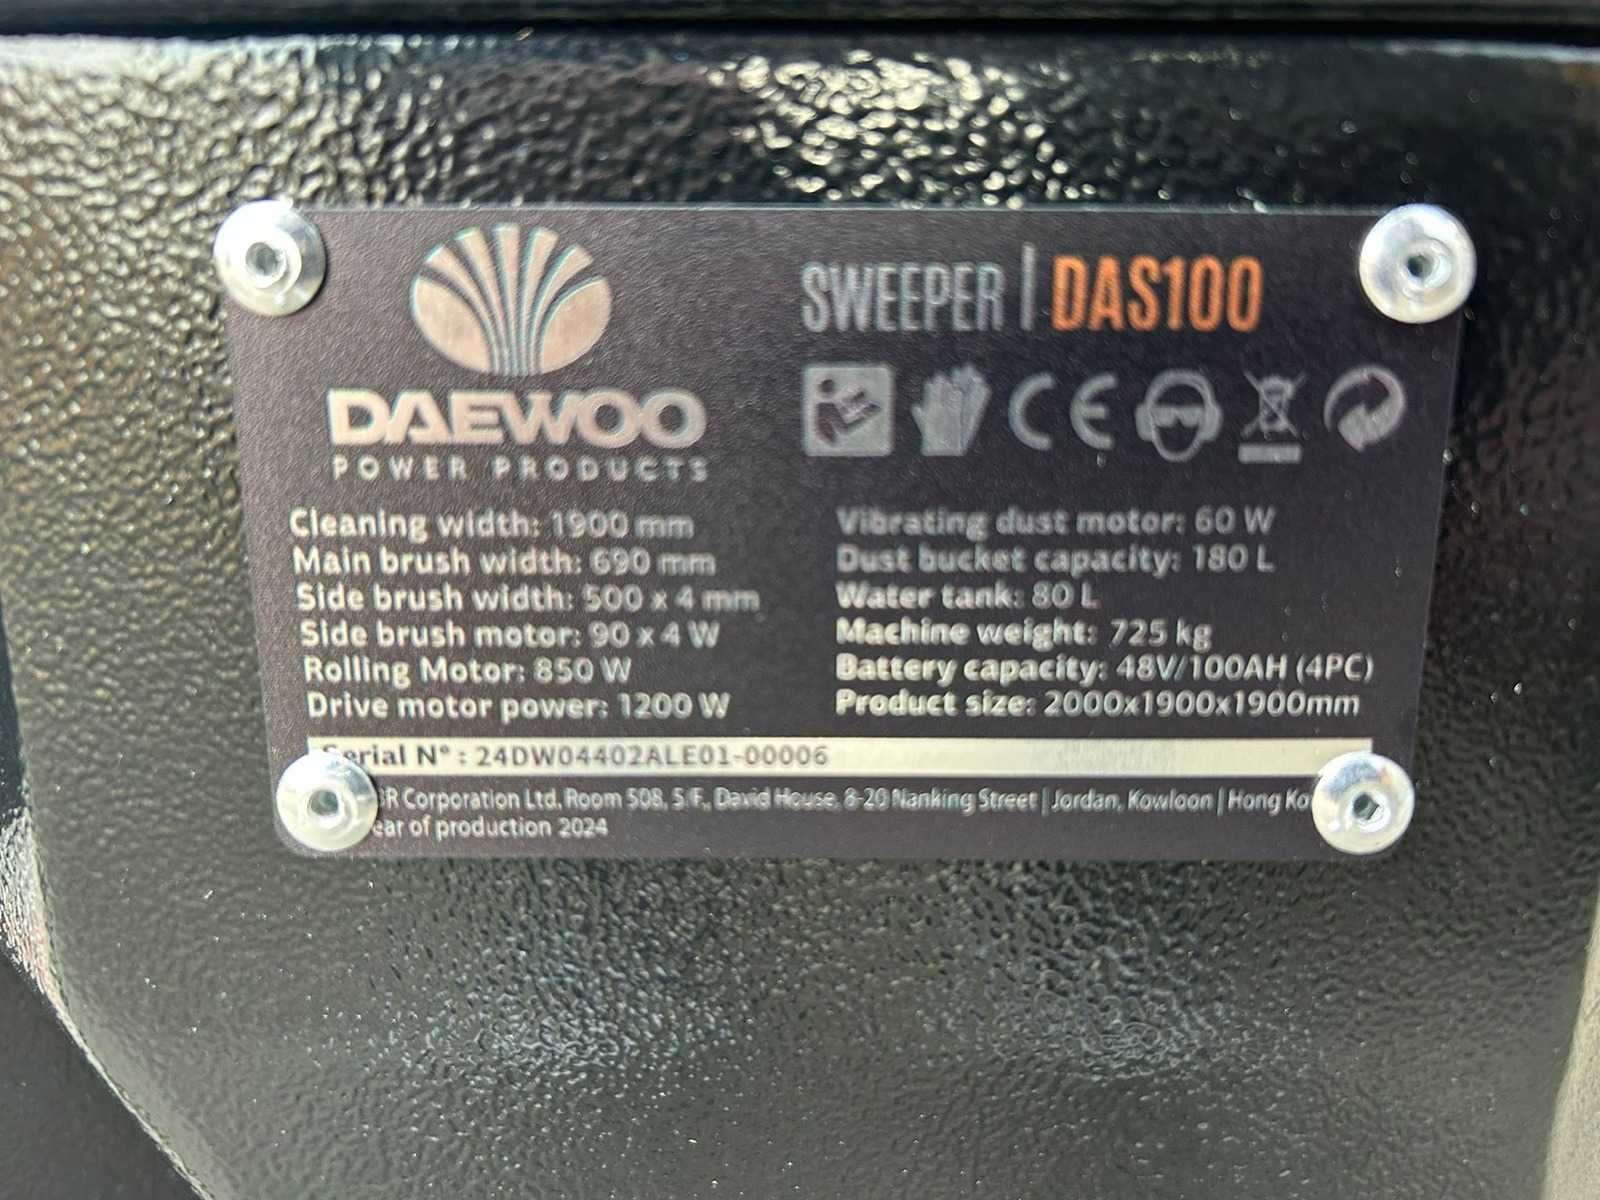 SWEEPER | DAS100
DAEWOO
POWER PRODUCTS
CE
Cleaning width: 1900 mm
Main brush width: 690 mm
Side brush width: 500 x 4 mm
Side brush motor: 90 x 4 W
Rolling Motor: 850 W
Drive motor power: 1200 W
Vibrating dust motor: 60 W
Dust bucket capacity: 180 L
Water tank: 80 L
Machine weight: 725 kg
Battery capacity: 48V/100AH (4PC)
Product size: 2000x1900x1900mm
Serial N° : 24DW04402ALE01-00006
Corporation Ltd. Room 508, 5/F., David House, 8-20 Nanking Street | Jordan, Kowloon | Hong
of production 2024